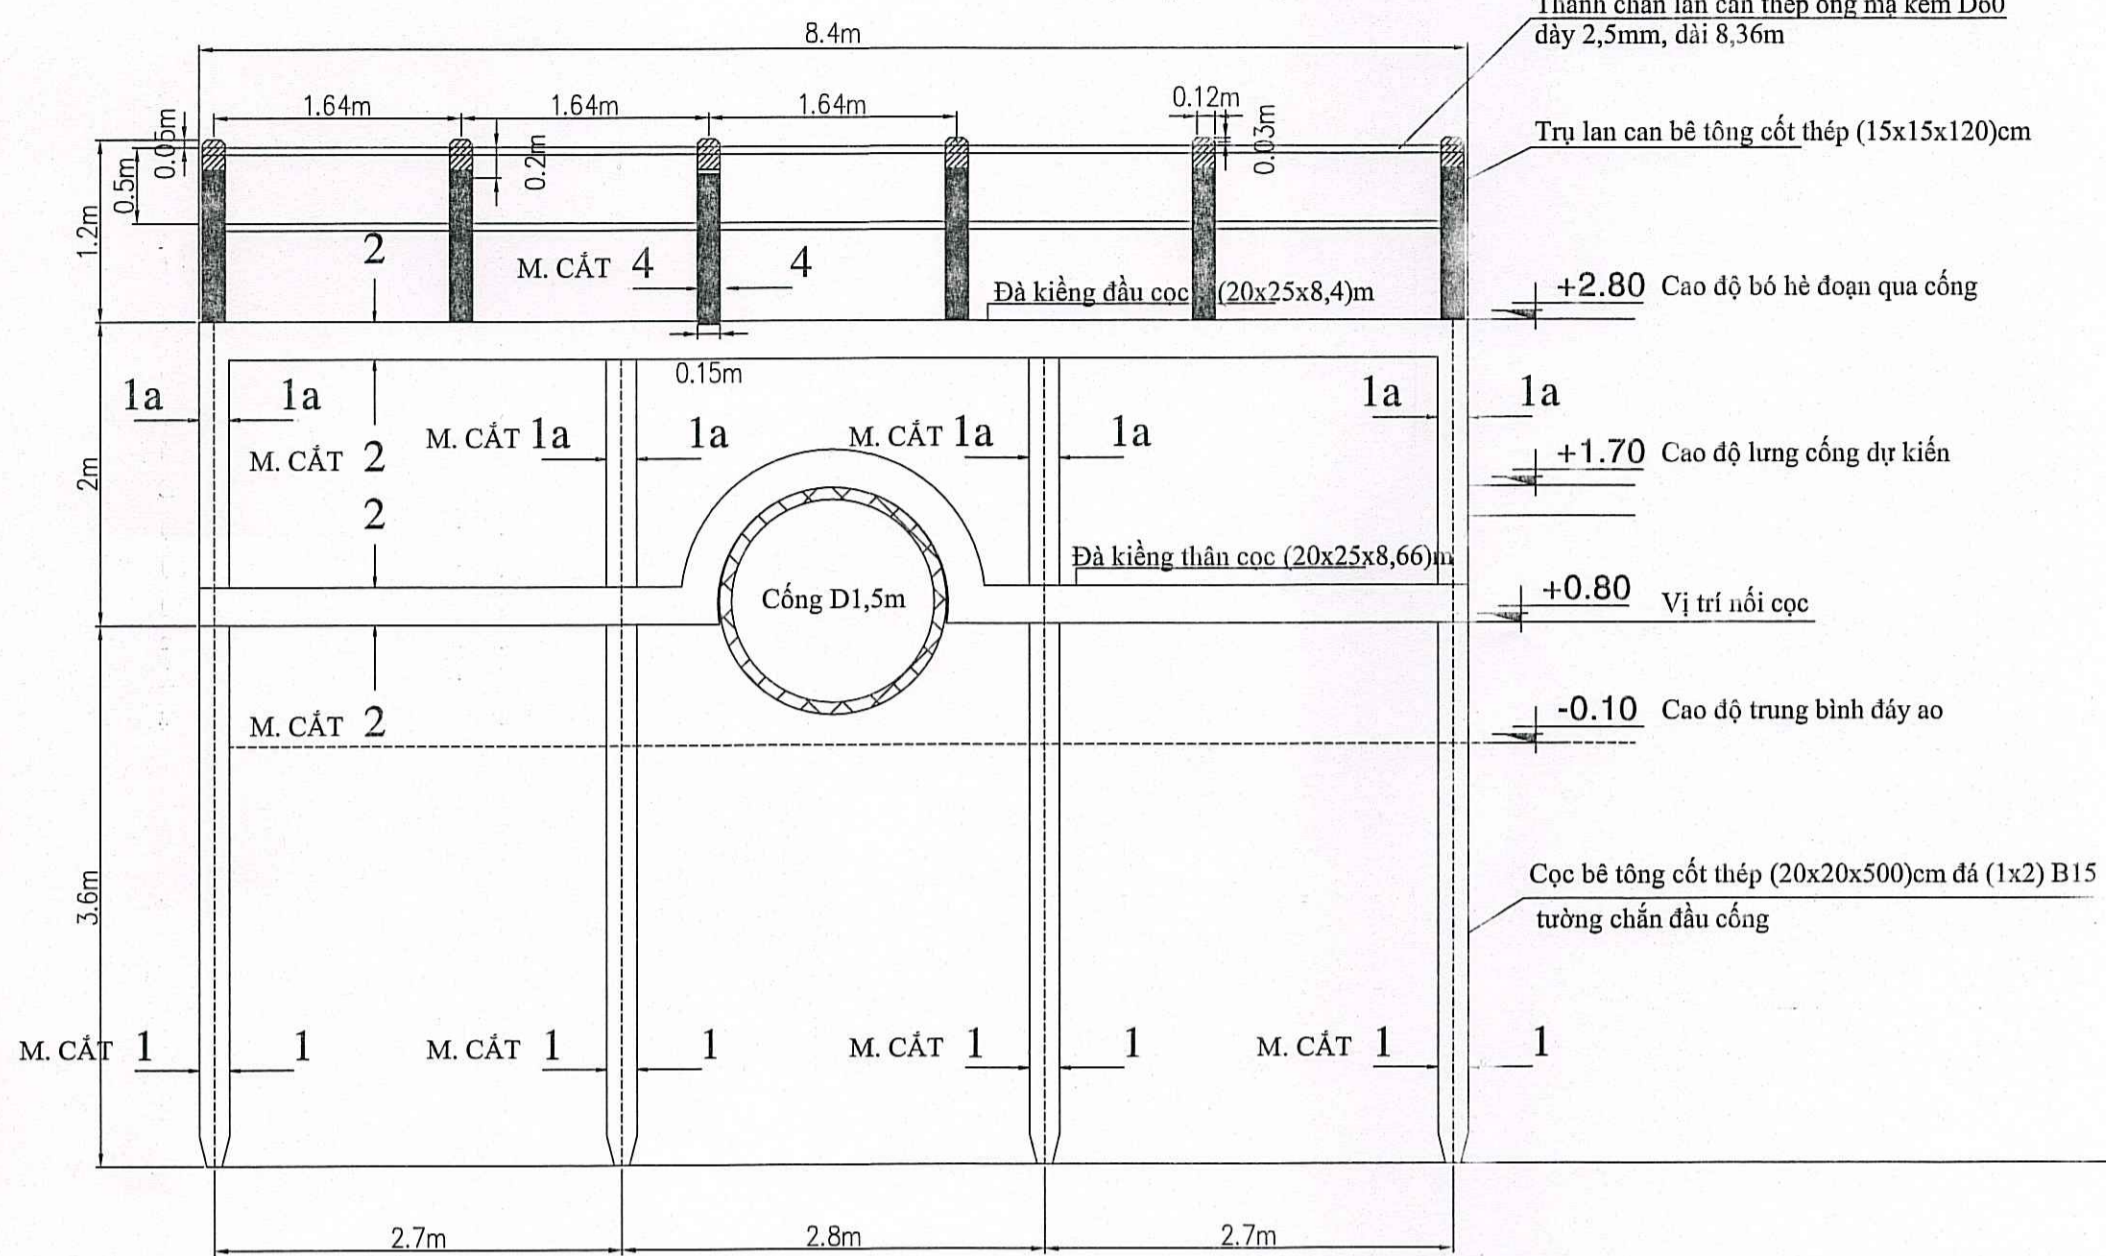 Thanh chắn lan can thép ống mạ kẽm D60
dày 2,5mm, dài 8,36m
8.4m
1.64m
1.64m
1.64m
0.12m
0.03m
0.05m
0.2m
0.5m
1.2m
Trụ lan can bê tông cốt thép (15x15x120)cm
2
M. CẮT 4
4
Đà kiềng đầu cọc (20x25x8,4)m
+2.80 Cao độ bó hè đoạn qua cống
0.15m
1a
1a
M. CẮT 2
M. CẮT 1a
1a
M. CẮT 1a
1a
1a
1a
+1.70 Cao độ lưng cống dự kiến
2m
2
Đà kiềng thân cọc (20x25x8,66)m
Cống D1,5m
+0.80 Vị trí nối cọc
M. CẮT 2
-0.10 Cao độ trung bình đáy ao
3.6m
Cọc bê tông cốt thép (20x20x500)cm đá (1x2) B15
tường chắn đầu cống
M. CẮT 1
1
M. CẮT 1
1
M. CẮT 1
1
M. CẮT 1
1
2.7m
2.8m
2.7m